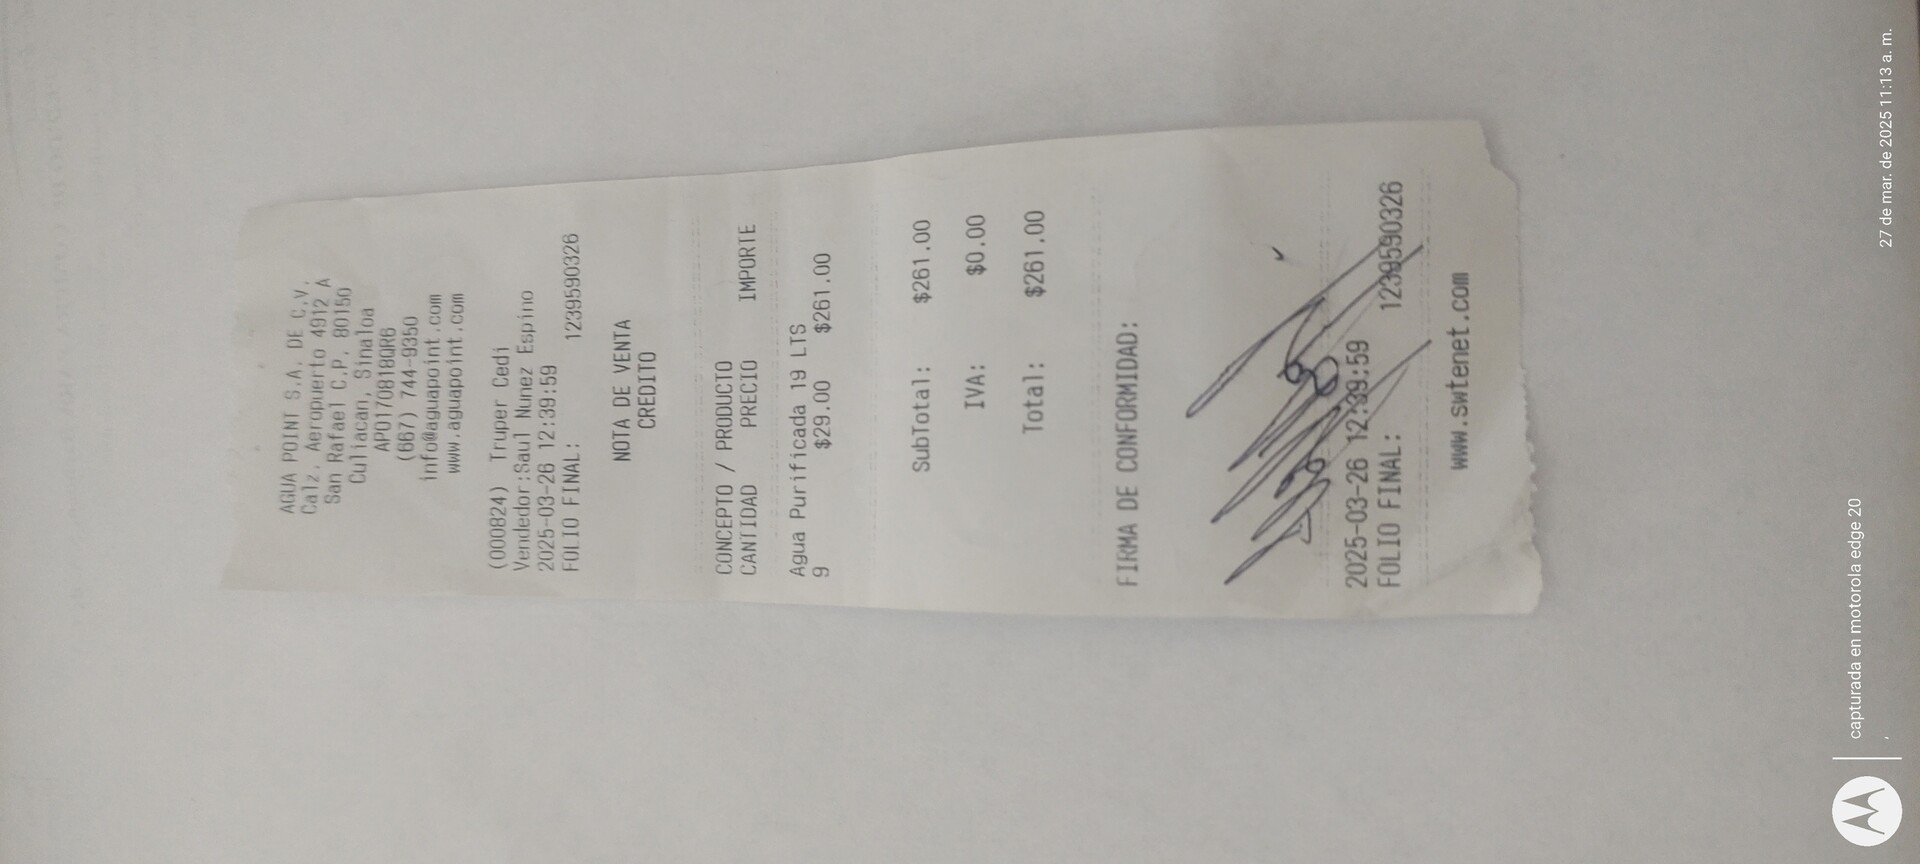 AGUA POINT S.A. DE C.V.
Calz. Aeropuerto 4912 A
San Rafael C.P. 80150
Culiacan, Sinaloa
APO170818QR6
(667) 744-9350
info@aguapoint.com
www.aguapoint.com
(000824) Truper Cedi
Vendedor:Saul Nunez Espino
2025-03-26 12:39:59
FOLIO FINAL: 1239590326
NOTA DE VENTA
CREDITO
CONCEPTO / PRODUCTO
CANTIDAD PRECIO IMPORTE
Agua Purificada 19 LTS
9 $29.00 $261.00
SubTotal: $261.00
IVA: $0.00
Total: $261.00
FIRMA DE CONFORMIDAD:
2025-03-26 12:39:59
FOLIO FINAL: 1239590326
www.swtenet.com
capturada en motorola edge 20
27 de mar. de 2025 11:13 a. m.